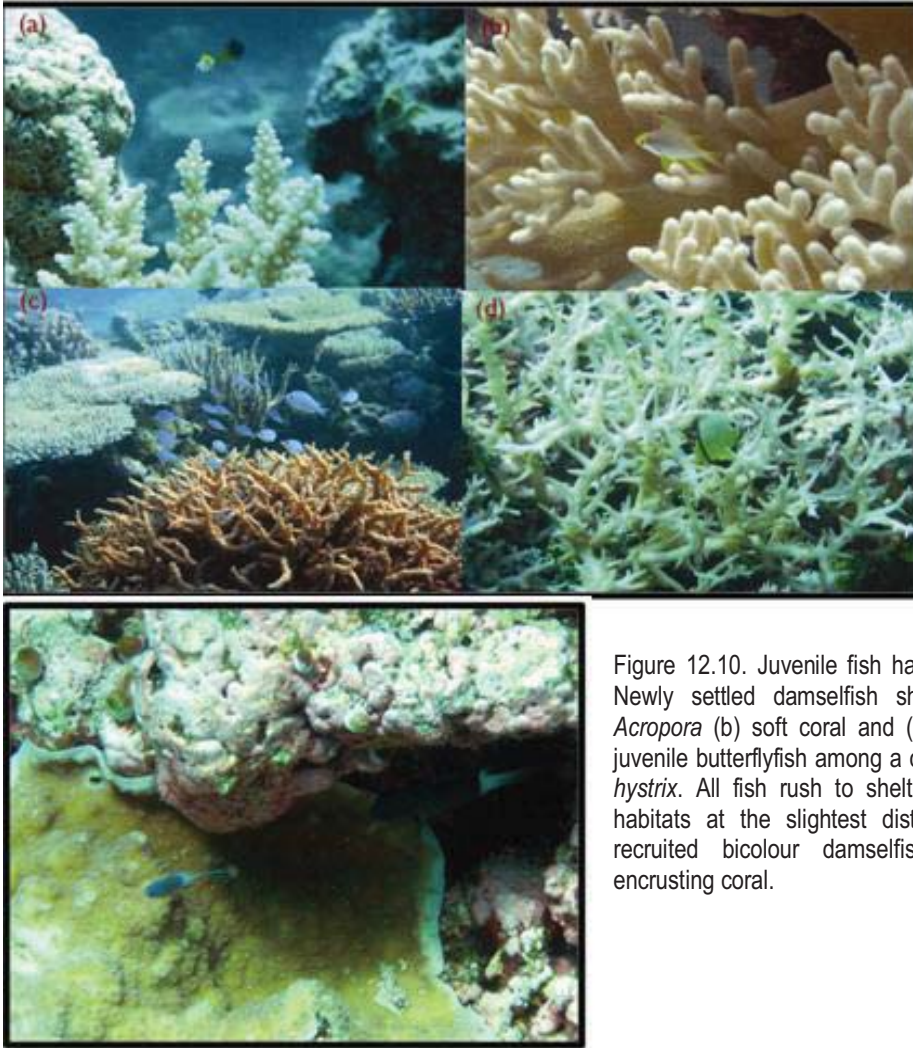 (a)
(b)
(c)
(d)
Figure 12.10. Juvenile fish ha
Newly settled damselfish sh
Acropora (b) soft coral and (
juvenile butterflyfish among a
hystrix. All fish rush to shelt
habitats at the slightest dist
recruited bicolour damselfis
encrusting coral.